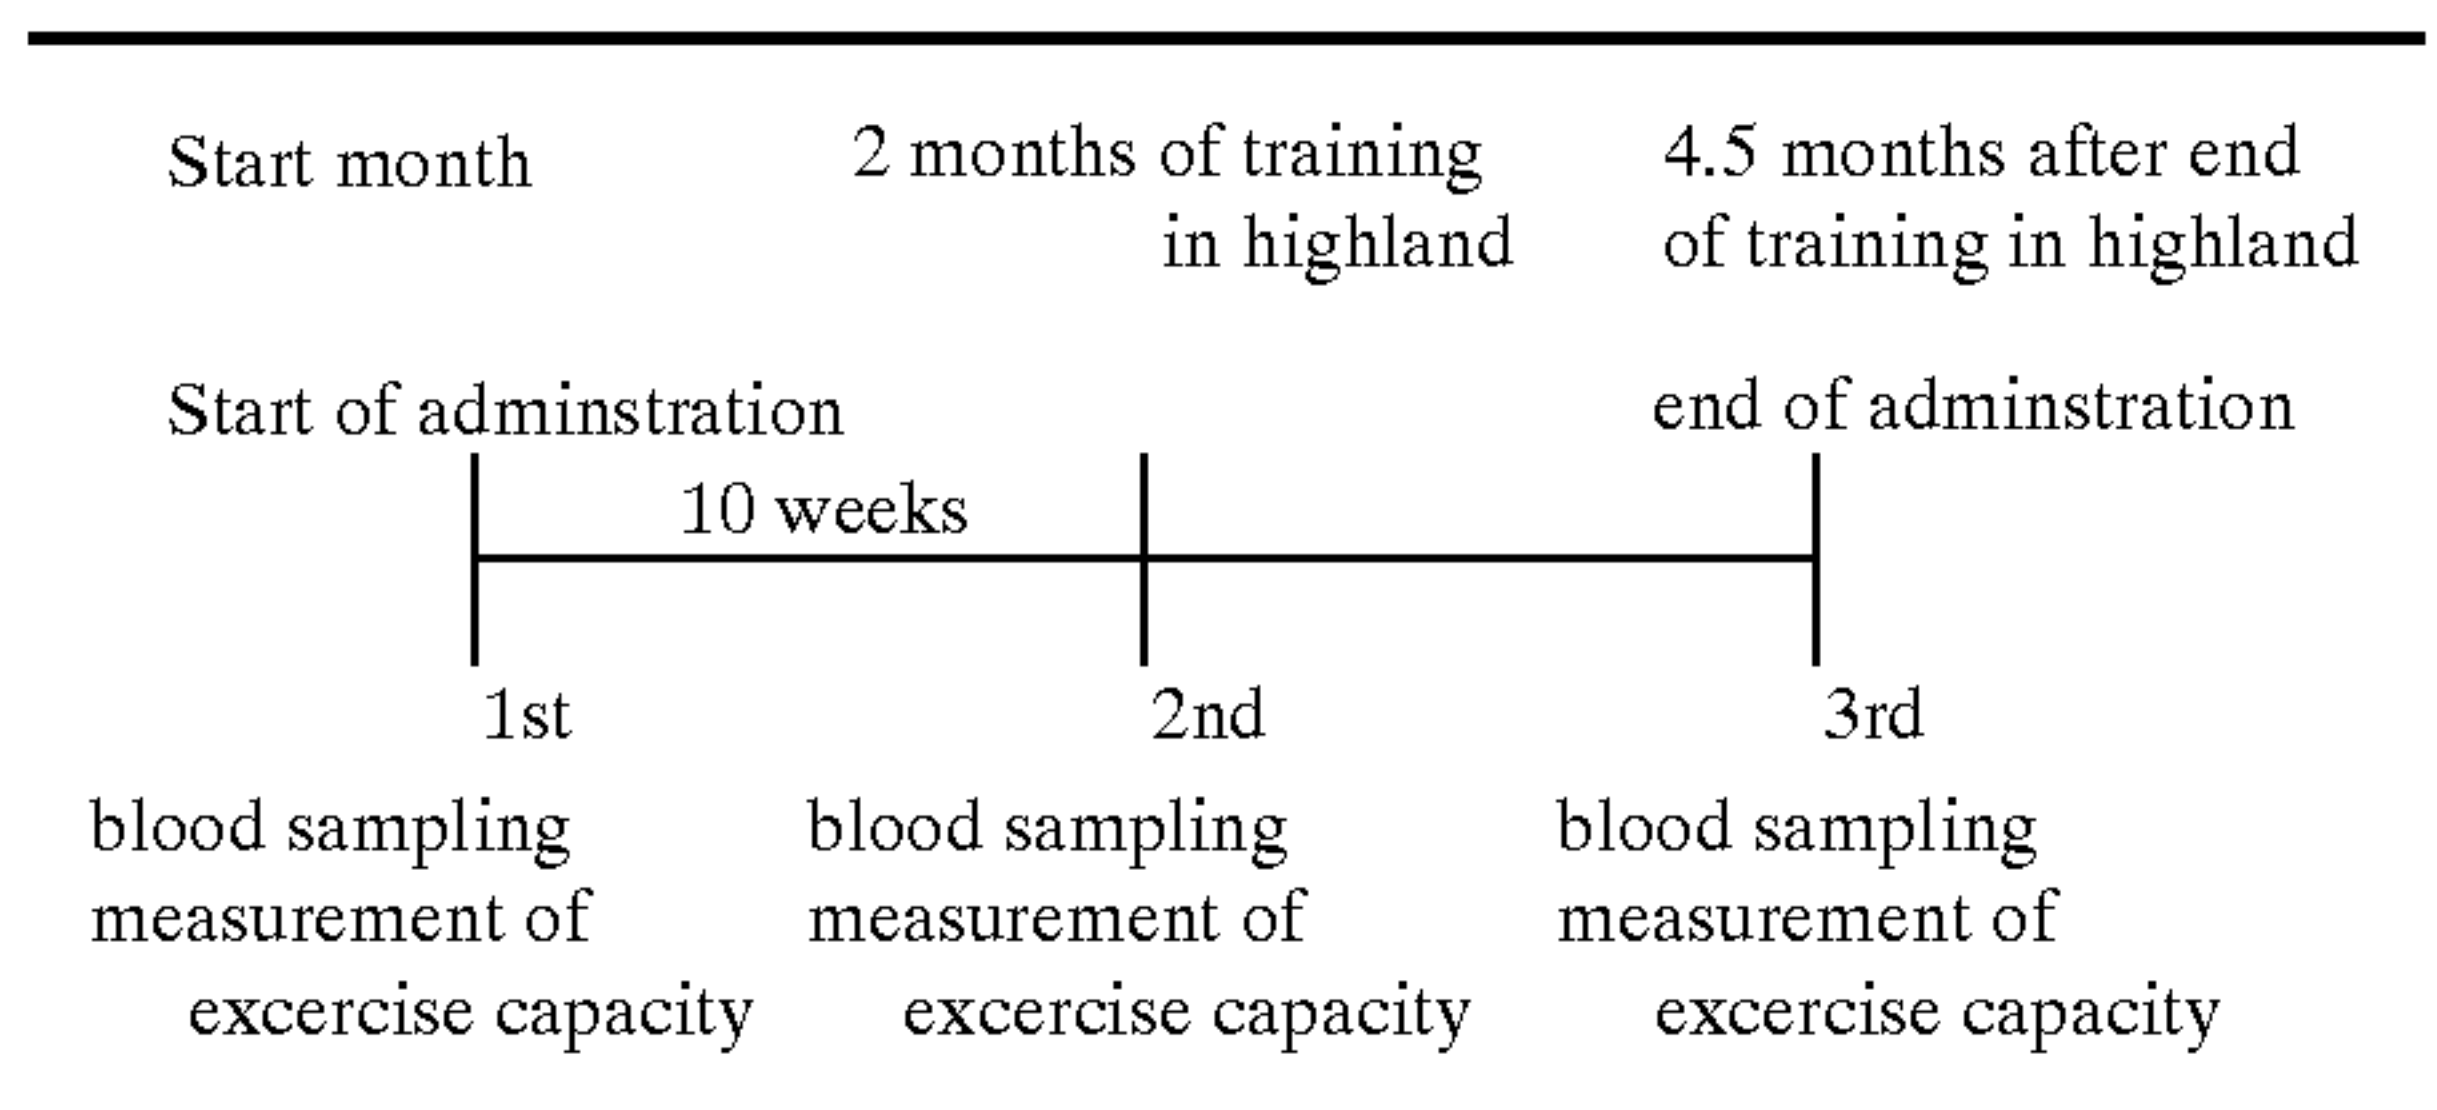 Start month
2 months of training
in highland
4.5 months after end
of training in highland
Start of adminstration
end of adminstration
10 weeks
1st
2nd
3rd
blood sampling
measurement of
excercise capacity
blood sampling
measurement of
excercise capacity
blood sampling
measurement of
excercise capacity